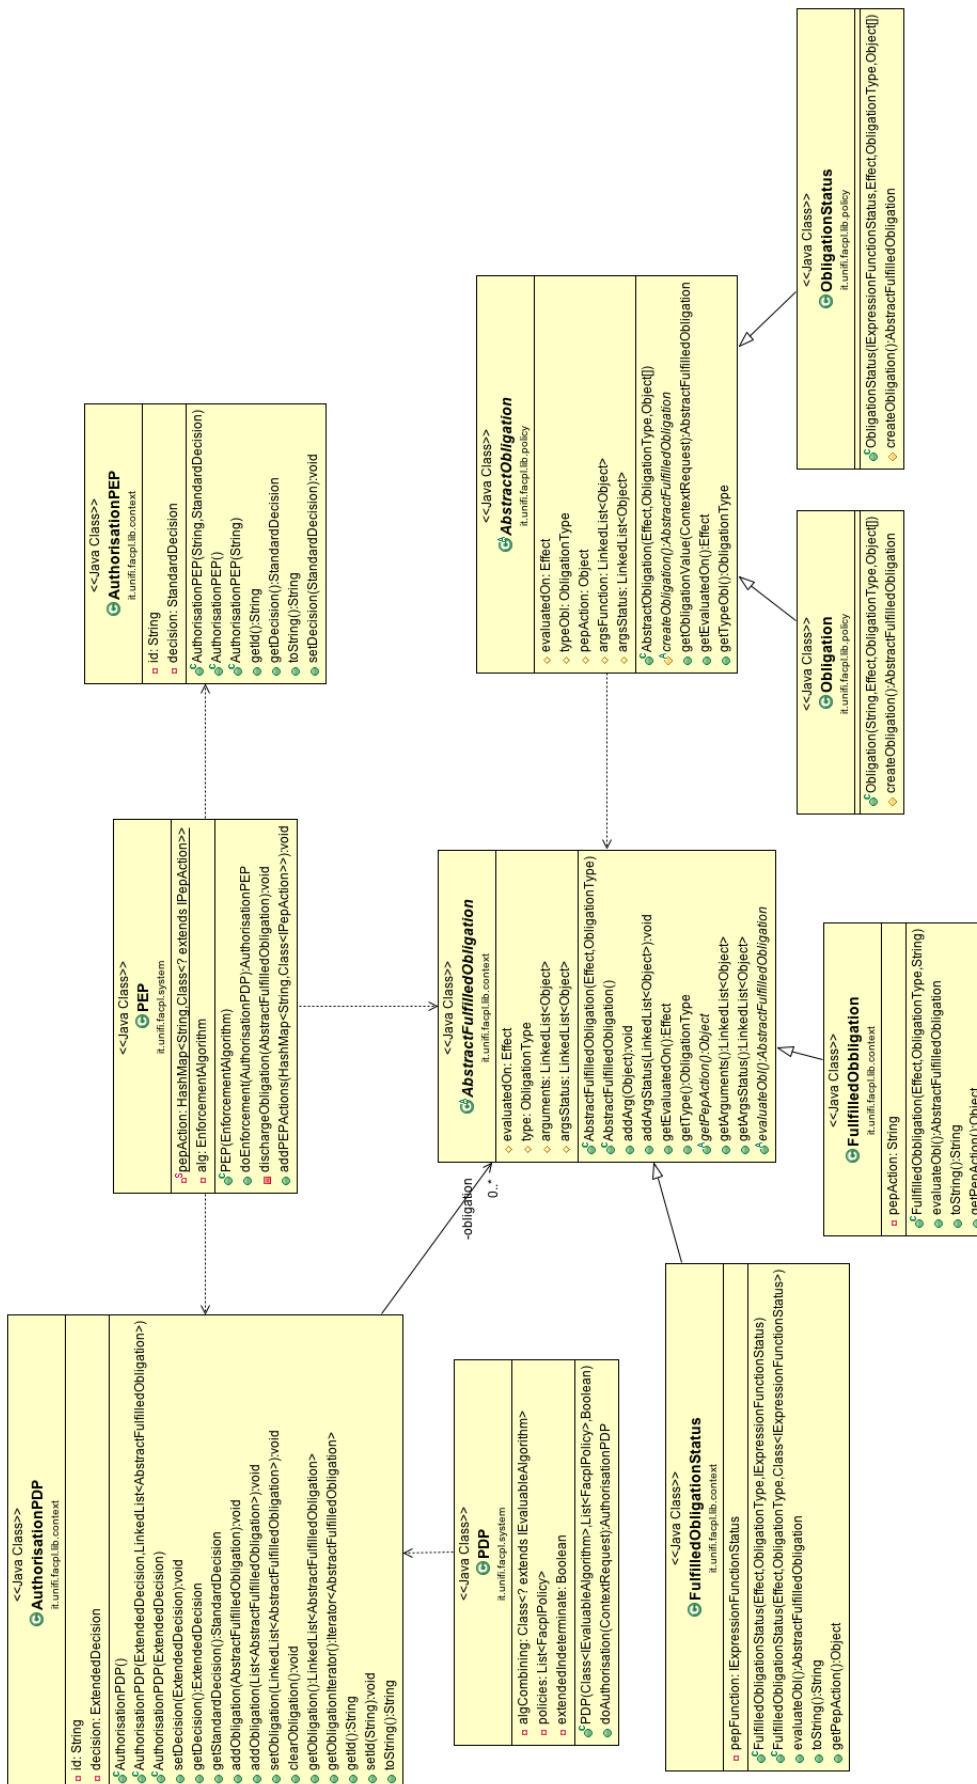 <<Java Class>>
AuthorisationPDP
it.unifi.facpl.lib.context
id: String
decision: ExtendedDecision
AuthorisationPDP()
AuthorisationPDP(ExtendedDecision,LinkedList<AbstractFulfilledObligation>)
AuthorisationPDP(ExtendedDecision)
setDecision(ExtendedDecision):void
getDecision():ExtendedDecision
getStandardDecision():StandardDecision
addObligation(AbstractFulfilledObligation):void
addObligation(List<AbstractFulfilledObligation>):void
setObligation(LinkedList<AbstractFulfilledObligation>):void
clearObligation():void
getObligation():LinkedList<AbstractFulfilledObligation>
getObligationIterator():Iterator<AbstractFulfilledObligation>
getId():String
setId(String):void
toString():String
<<Java Class>>
PEP
it.unifi.facpl.system
pepAction: HashMap<String,Class<? extends IPepAction>>
alg: EnforcementAlgorithm
PEP(EnforcementAlgorithm)
doEnforcement(AuthorisationPDP):AuthorisationPEP
dischargeObligation(AbstractFulfilledObligation):void
addPEPActions(HashMap<String,Class<IPepAction>>):void
<<Java Class>>
AuthorisationPEP
it.unifi.facpl.lib.context
id: String
decision: StandardDecision
AuthorisationPEP(String,StandardDecision)
AuthorisationPEP()
AuthorisationPEP(String)
getId():String
getDecision():StandardDecision
toString():String
setDecision(StandardDecision):void
-obligation
0..*
<<Java Class>>
PDP
it.unifi.facpl.system
algCombining: Class<? extends IEvaluableAlgorithm>
policies: List<FacplPolicy>
extendedIndeterminate: Boolean
PDP(Class<IEvaluableAlgorithm>,List<FacplPolicy>,Boolean)
doAuthorisation(ContextRequest):AuthorisationPDP
<<Java Class>>
AbstractFulfilledObligation
it.unifi.facpl.lib.context
evaluatedOn: Effect
type: ObligationType
arguments: LinkedList<Object>
argsStatus: LinkedList<Object>
AbstractFulfilledObligation(Effect,ObligationType)
AbstractFulfilledObligation()
addArg(Object):void
addArgStatus(LinkedList<Object>):void
getEvaluatedOn():Effect
getType():ObligationType
getPepAction():Object
getArguments():LinkedList<Object>
getArgsStatus():LinkedList<Object>
evaluateObl():AbstractFulfilledObligation
<<Java Class>>
AbstractObligation
it.unifi.facpl.lib.policy
evaluatedOn: Effect
typeObl: ObligationType
pepAction: Object
argsFunction: LinkedList<Object>
argsStatus: LinkedList<Object>
AbstractObligation(Effect,ObligationType,Object[])
createObligation():AbstractFulfilledObligation
getObligationValue(ContextRequest):AbstractFulfilledObligation
getEvaluatedOn():Effect
getTypeObl():ObligationType
<<Java Class>>
FulfilledObligationStatus
it.unifi.facpl.lib.context
pepFunction: IExpressionFunctionStatus
FulfilledObligationStatus(Effect,ObligationType,IExpressionFunctionStatus)
FulfilledObligationStatus(Effect,ObligationType,Class<IExpressionFunctionStatus>)
evaluateObl():AbstractFulfilledObligation
toString():String
getPepAction():Object
<<Java Class>>
FullfilledObbligation
it.unifi.facpl.lib.context
pepAction: String
FullfilledObbligation(Effect,ObligationType,String)
evaluateObl():AbstractFulfilledObligation
toString():String
getPepAction():Object
<<Java Class>>
Obligation
it.unifi.facpl.lib.policy
Obligation(String,Effect,ObligationType,Object[])
createObligation():AbstractFulfilledObligation
<<Java Class>>
ObligationStatus
it.unifi.facpl.lib.policy
ObligationStatus(IExpressionFunctionStatus,Effect,ObligationType,Object[])
createObligation():AbstractFulfilledObligation